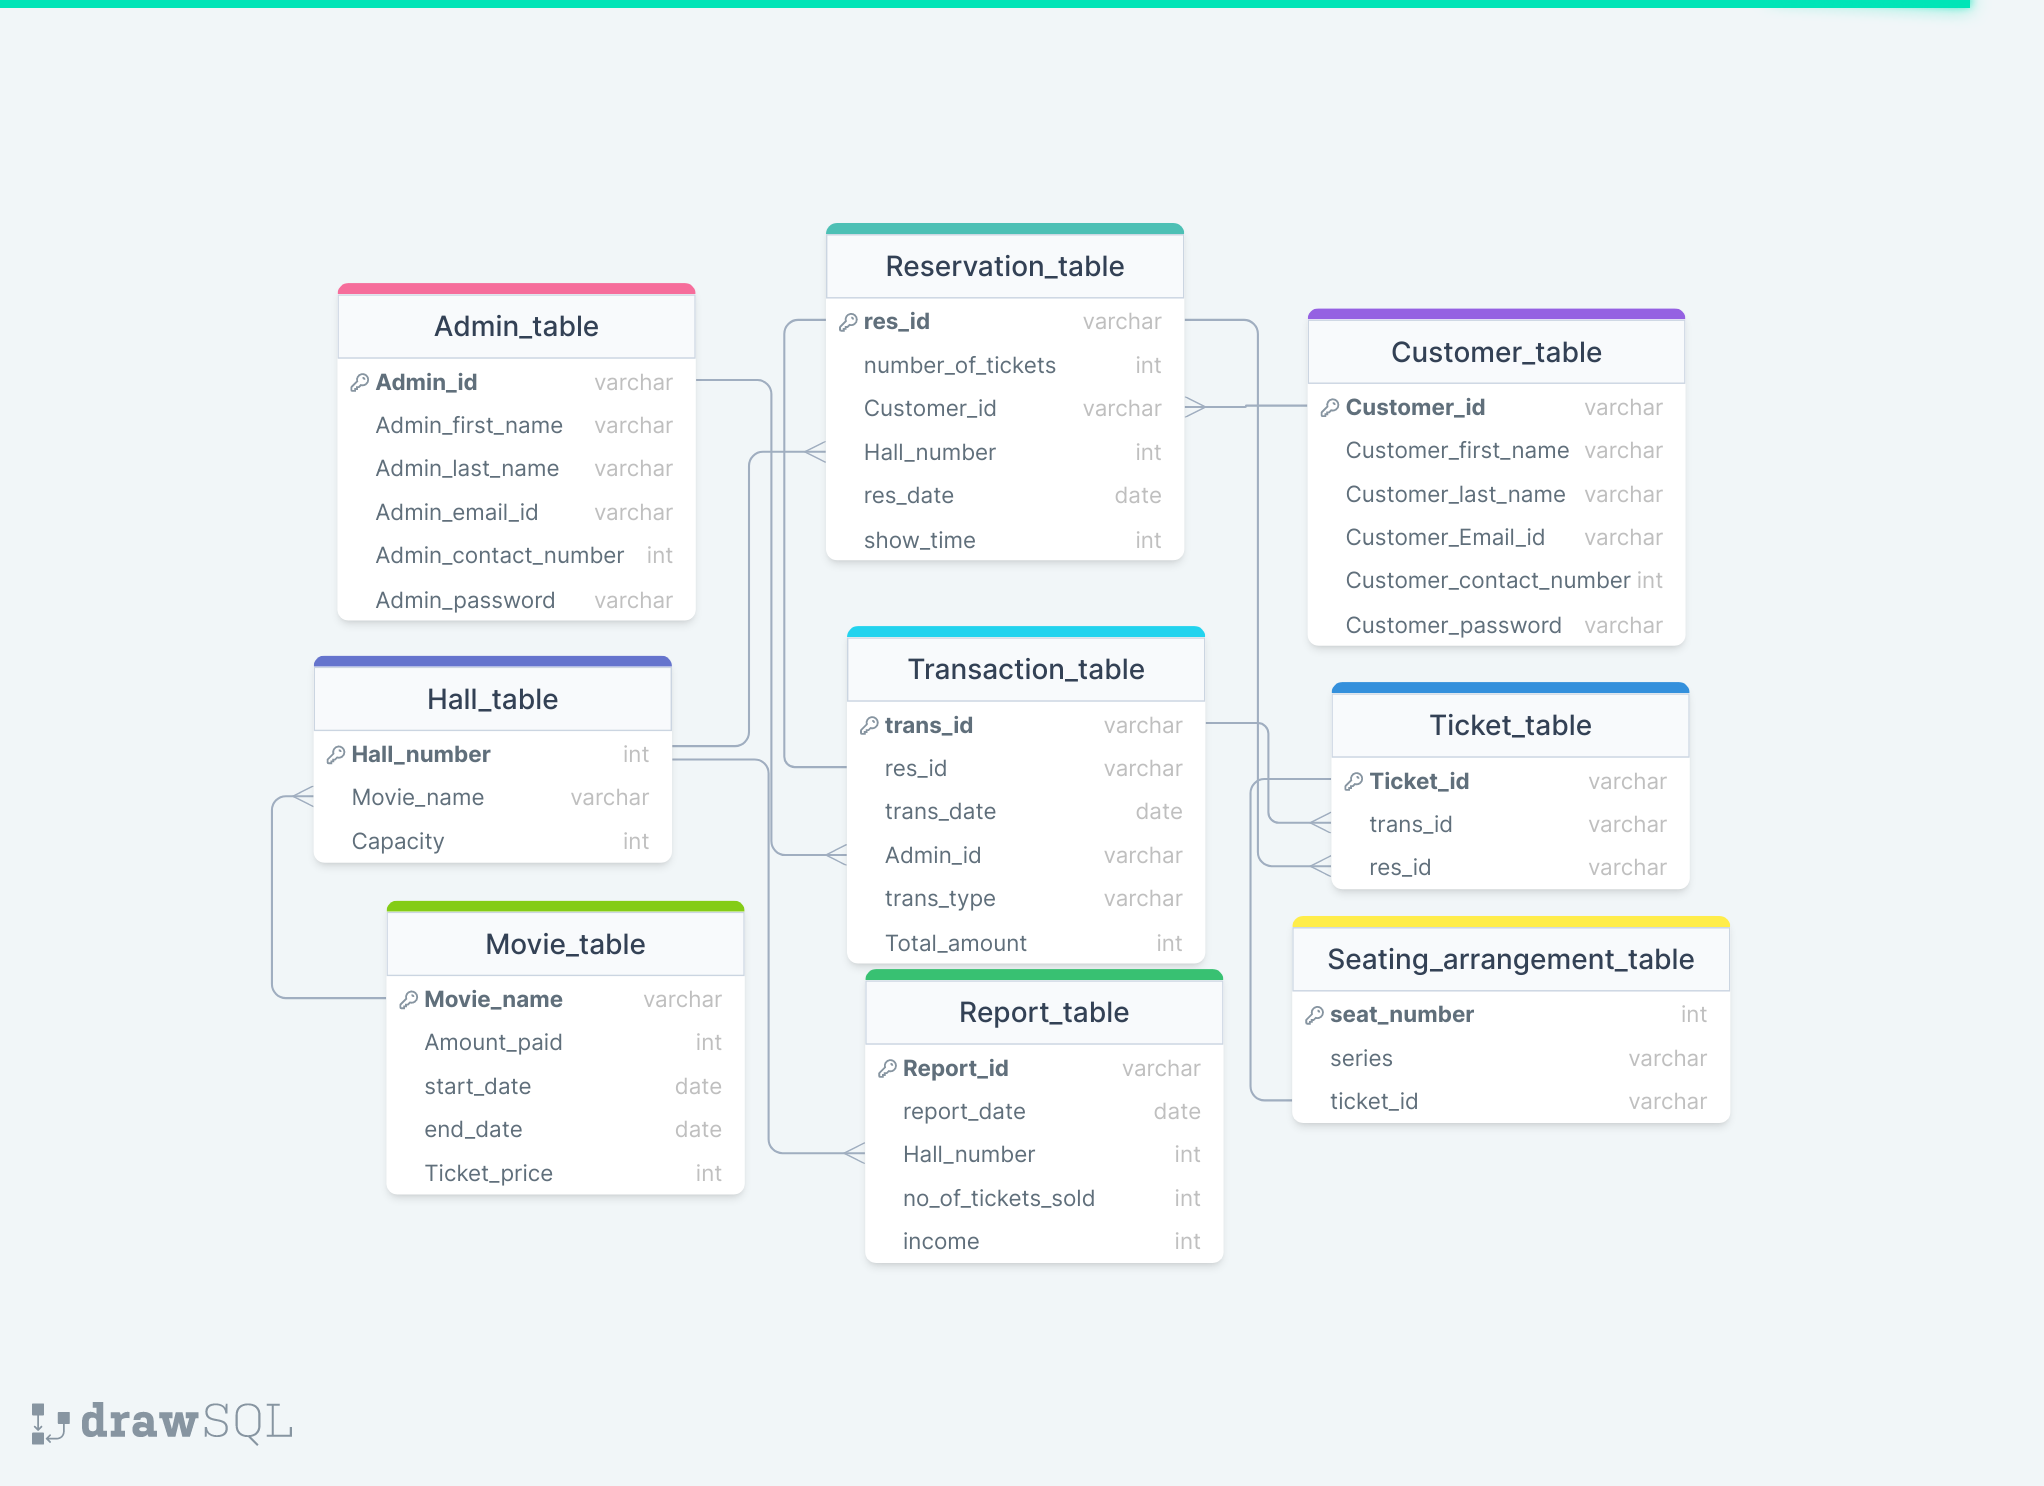 Reservation_table
res_id varchar
number_of_tickets int
Customer_id varchar
Hall_number int
res_date date
show_time int
Admin_table
Admin_id varchar
Admin_first_name varchar
Admin_last_name varchar
Admin_email_id varchar
Admin_contact_number int
Admin_password varchar
Customer_table
Customer_id varchar
Customer_first_name varchar
Customer_last_name varchar
Customer_Email_id varchar
Customer_contact_number int
Customer_password varchar
Hall_table
Hall_number int
Movie_name varchar
Capacity int
Transaction_table
trans_id varchar
res_id varchar
trans_date date
Admin_id varchar
trans_type varchar
Total_amount int
Ticket_table
Ticket_id varchar
trans_id varchar
res_id varchar
Movie_table
Movie_name varchar
Amount_paid int
start_date date
end_date date
Ticket_price int
Report_table
Report_id varchar
report_date date
Hall_number int
no_of_tickets_sold int
income int
Seating_arrangement_table
seat_number int
series varchar
ticket_id varchar
drawSQL